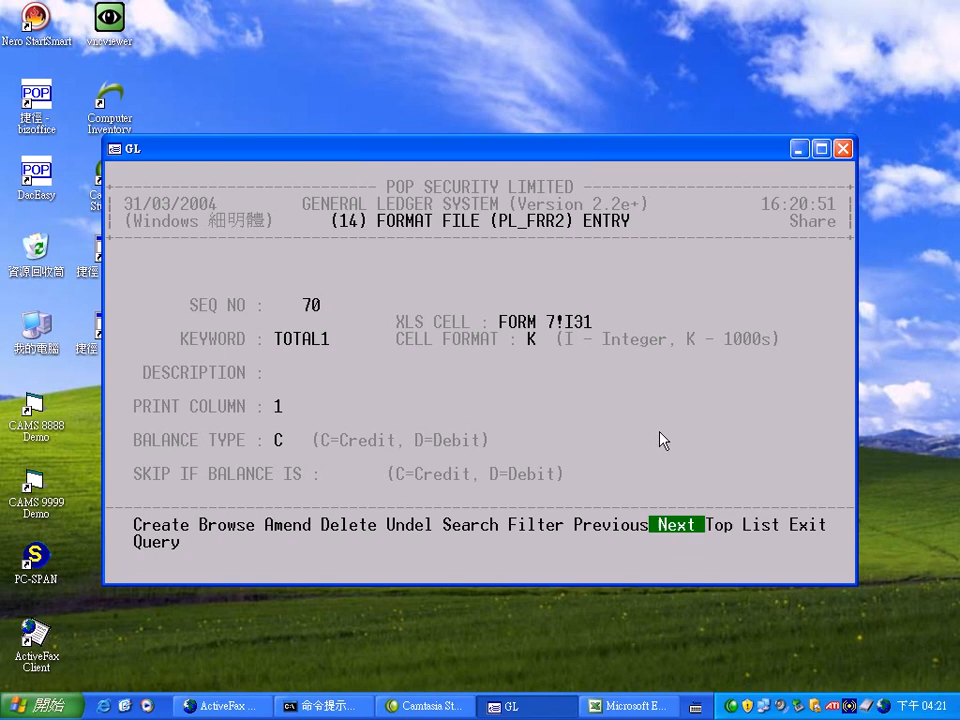 Nero StartSmart
vncviewer
捷徑 -
bizoffice
Computer
Inventory
DacEasy
資源回收筒
捷徑
我的電腦
捷徑
CAMS 8888
Demo
CAMS 9999
Demo
PC-SPAN
ActiveFax
Client
GL
POP SECURITY LIMITED
31/03/2004 GENERAL LEDGER SYSTEM (Version 2.2e+) 16:20:51
(Windows 細明體) (14) FORMAT FILE (PL_FRR2) ENTRY Share
SEQ NO : 70
XLS CELL : FORM 7!I31
KEYWORD : TOTAL1 CELL FORMAT : K (I - Integer, K - 1000s)
DESCRIPTION :
PRINT COLUMN : 1
BALANCE TYPE : C (C=Credit, D=Debit)
SKIP IF BALANCE IS : (C=Credit, D=Debit)
Create Browse Amend Delete Undel Search Filter Previous Next Top List Exit
Query
開始 ActiveFax ... 命令提示... Camtasia St... GL Microsoft E... 下午 04:21